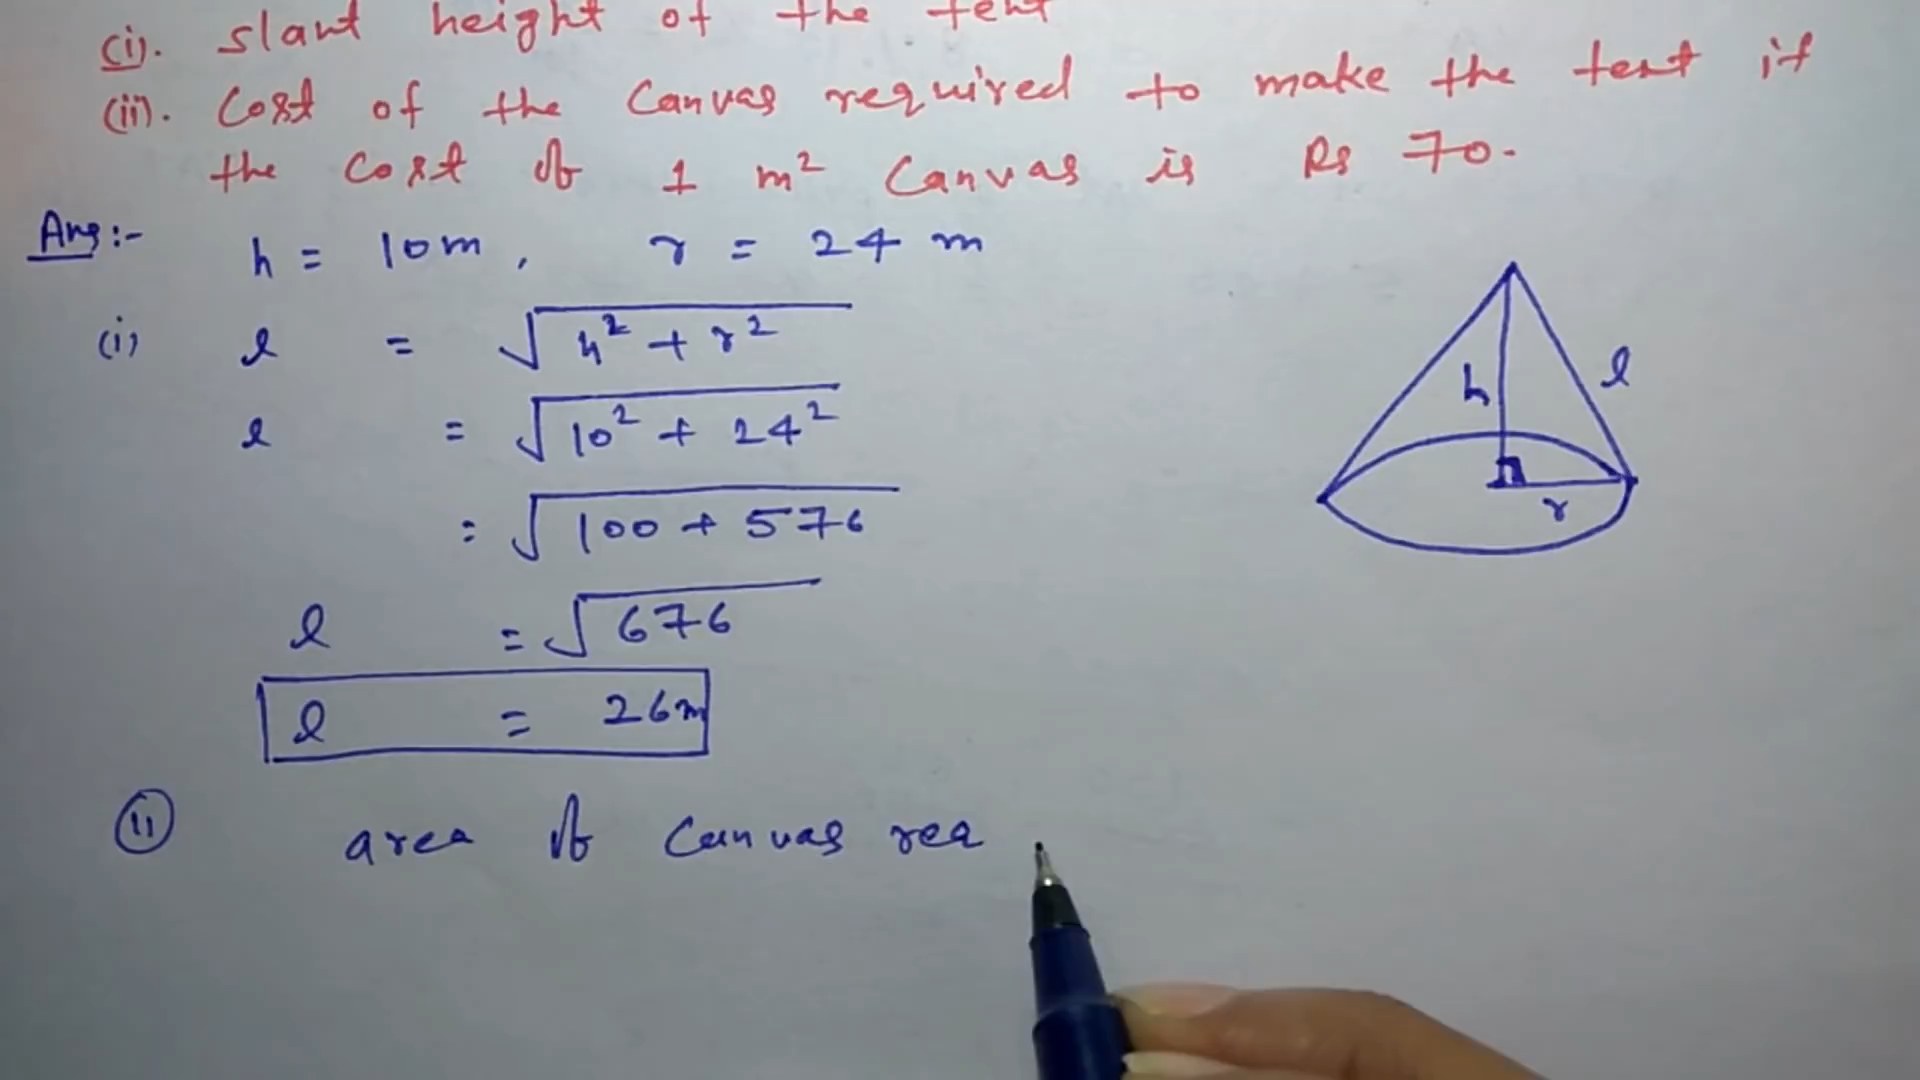 (i). slant height of the tent
(ii). Cost of the Canvas required to make the tent if
the Cost of 1 m² Canvas is Rs 70.
Ans:- h = 10m, r = 24 m
(i) l = √h² + r²
l = √10² + 24²
= √100 + 576
l = √676
l = 26m
(ii) area of Canvas req
h
l
r